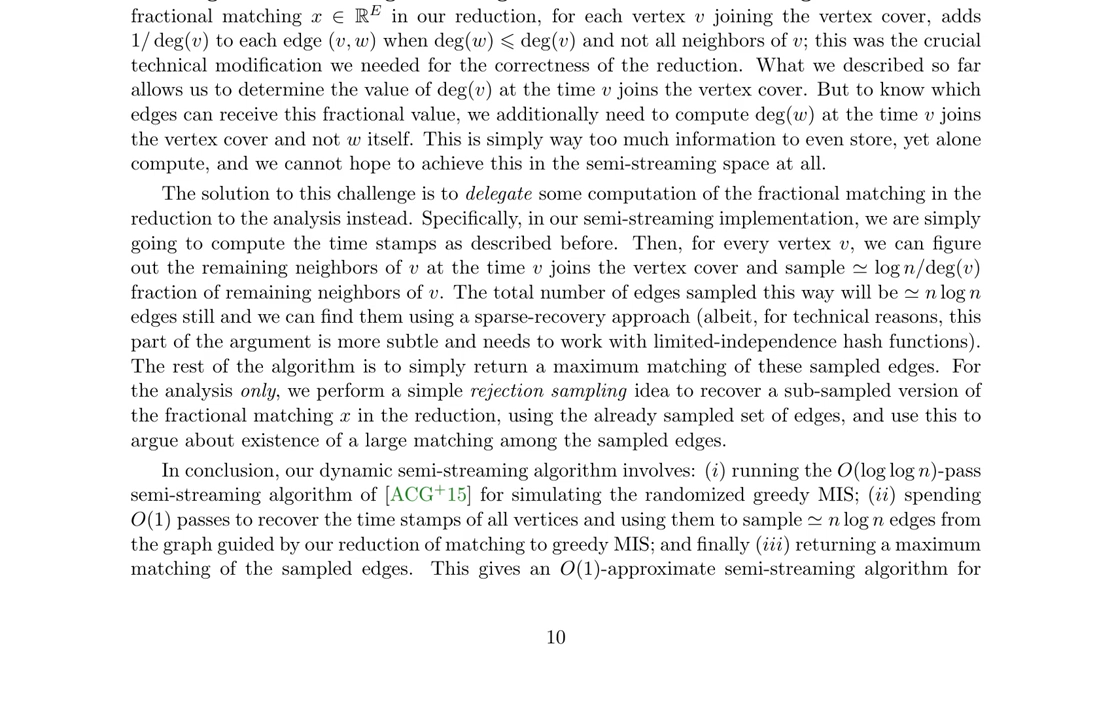 fractional matching x ∈ ℝ^E in our reduction, for each vertex v joining the vertex cover, adds
1/ deg(v) to each edge (v, w) when deg(w) ⩽ deg(v) and not all neighbors of v; this was the crucial
technical modification we needed for the correctness of the reduction. What we described so far
allows us to determine the value of deg(v) at the time v joins the vertex cover. But to know which
edges can receive this fractional value, we additionally need to compute deg(w) at the time v joins
the vertex cover and not w itself. This is simply way too much information to even store, yet alone
compute, and we cannot hope to achieve this in the semi-streaming space at all.
The solution to this challenge is to delegate some computation of the fractional matching in the
reduction to the analysis instead. Specifically, in our semi-streaming implementation, we are simply
going to compute the time stamps as described before. Then, for every vertex v, we can figure
out the remaining neighbors of v at the time v joins the vertex cover and sample ≃ log n/deg(v)
fraction of remaining neighbors of v. The total number of edges sampled this way will be ≃ n log n
edges still and we can find them using a sparse-recovery approach (albeit, for technical reasons, this
part of the argument is more subtle and needs to work with limited-independence hash functions).
The rest of the algorithm is to simply return a maximum matching of these sampled edges. For
the analysis only, we perform a simple rejection sampling idea to recover a sub-sampled version of
the fractional matching x in the reduction, using the already sampled set of edges, and use this to
argue about existence of a large matching among the sampled edges.
In conclusion, our dynamic semi-streaming algorithm involves: (i) running the O(log log n)-pass
semi-streaming algorithm of [ACG+15] for simulating the randomized greedy MIS; (ii) spending
O(1) passes to recover the time stamps of all vertices and using them to sample ≃ n log n edges from
the graph guided by our reduction of matching to greedy MIS; and finally (iii) returning a maximum
matching of the sampled edges. This gives an O(1)-approximate semi-streaming algorithm for
10